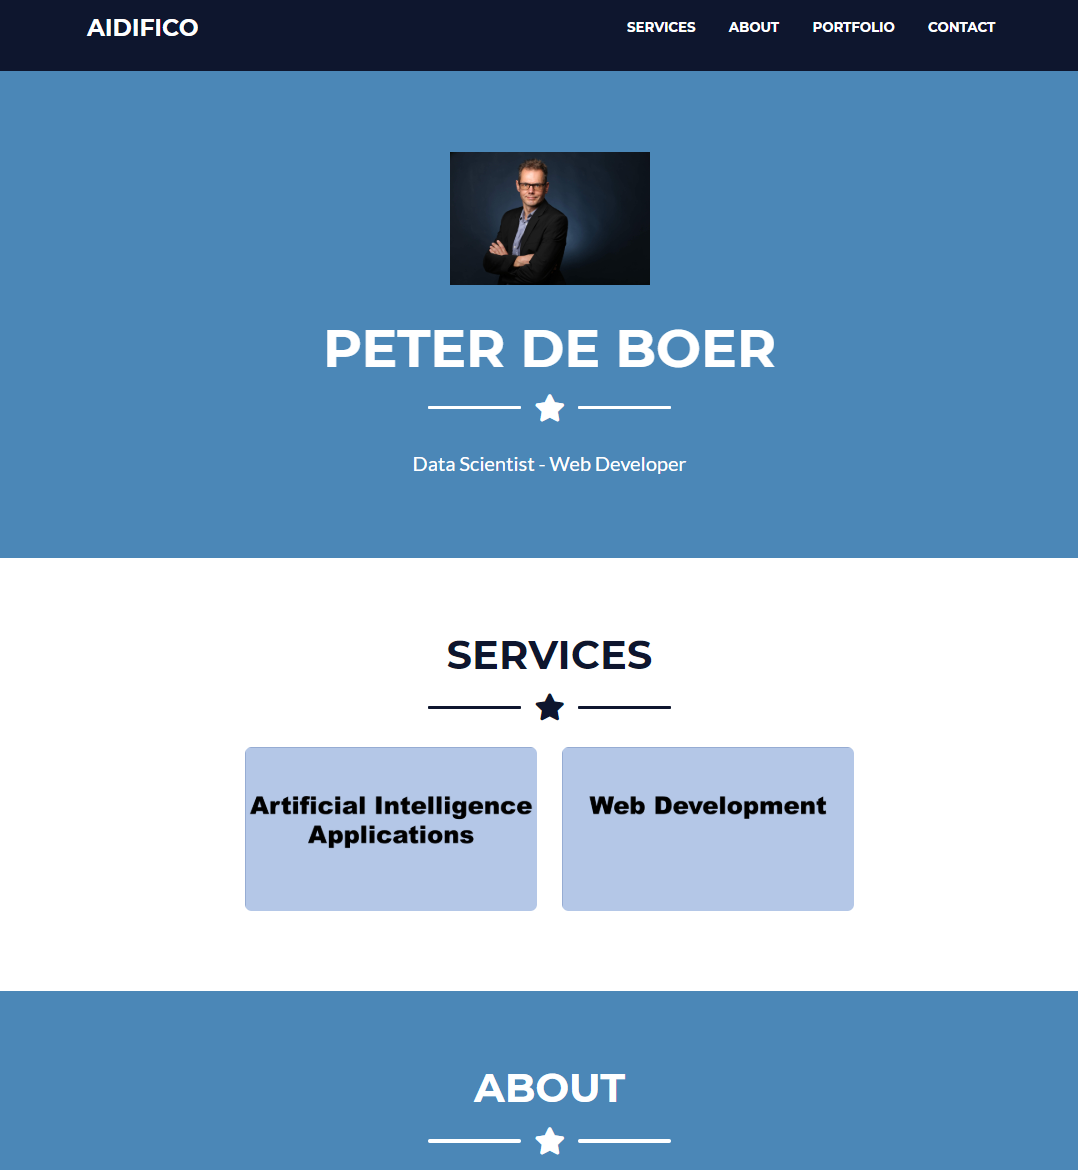 AIDIFICO
SERVICES
ABOUT
PORTFOLIO
CONTACT
PETER DE BOER
Data Scientist - Web Developer
SERVICES
Artificial Intelligence
Applications
Web Development
ABOUT